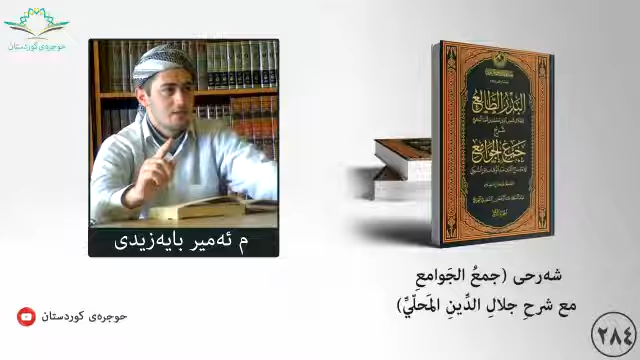 حوجرەی کوردستان
م ئەمیر بایەزیدی
البدر الطالع
شرح
جمع الجوامع
شەرحی (جمعُ الجَوامعِ
مع شرحِ جلالِ الدِّينِ المَحلّيِّ)
حوجرەی کوردستان
٢٨٤